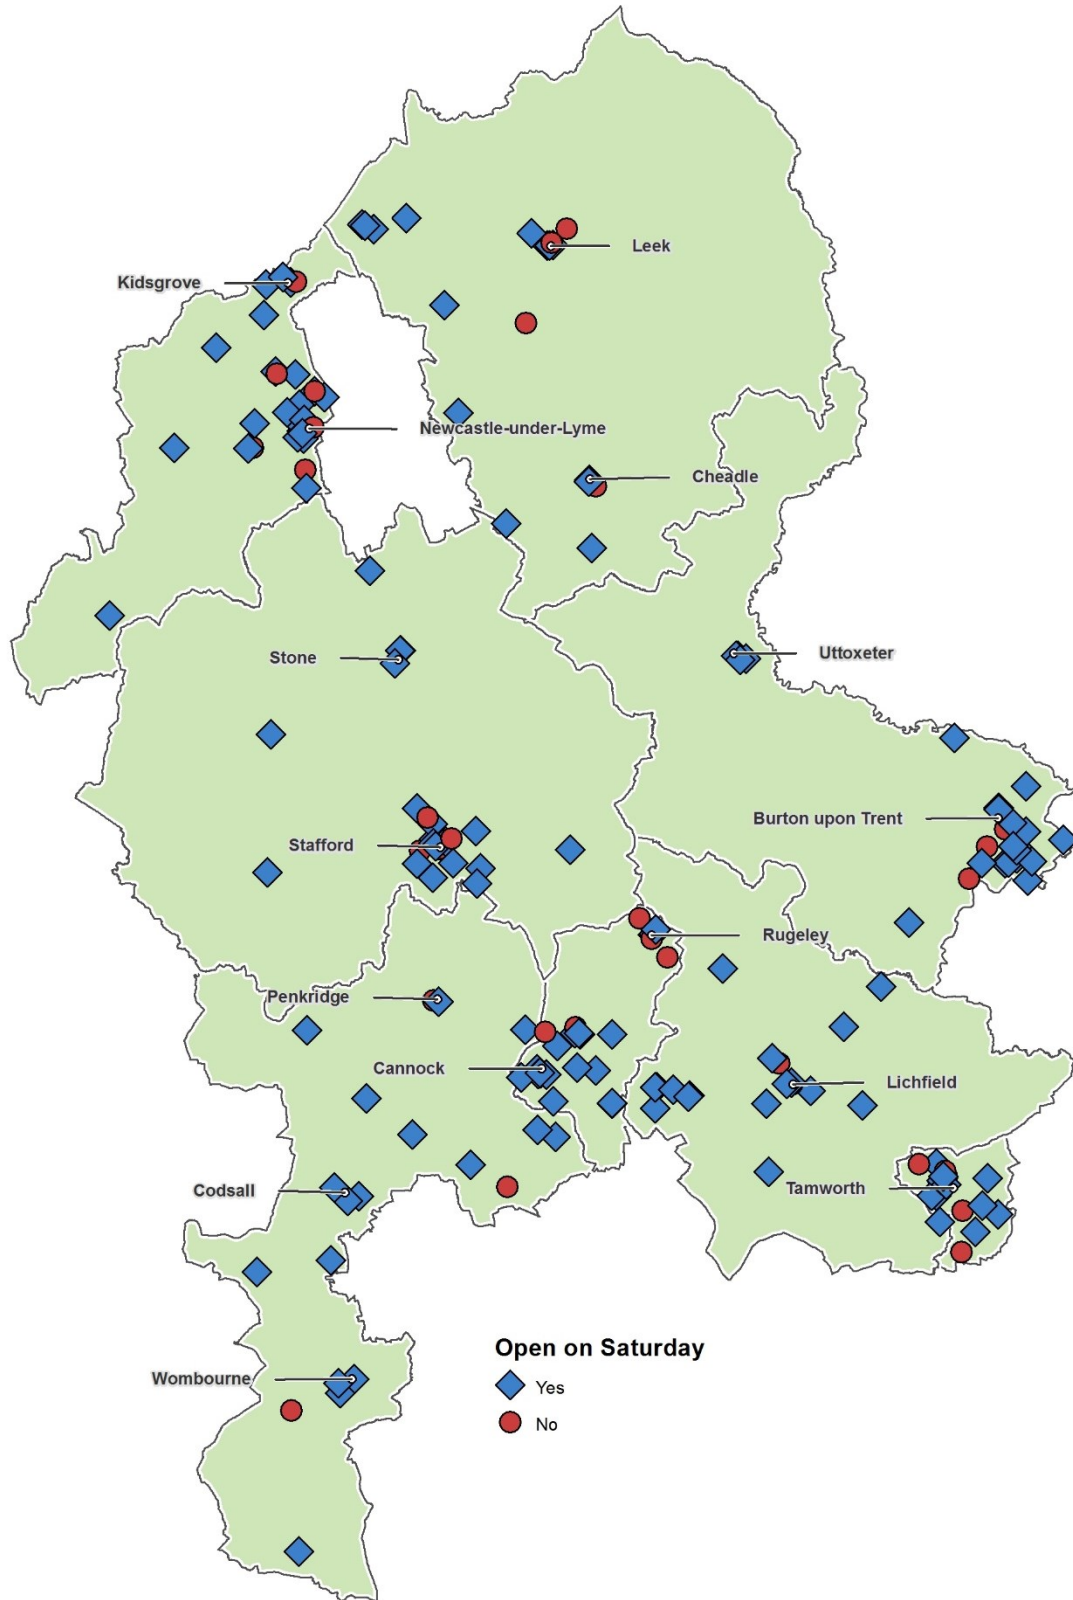 Leek
Kidsgrove
Newcastle-under-Lyme
Cheadle
Uttoxeter
Stone
Burton upon Trent
Stafford
Rugeley
Penkridge
Cannock
Lichfield
Tamworth
Codsall
Open on Saturday
Wombourne
Yes
No